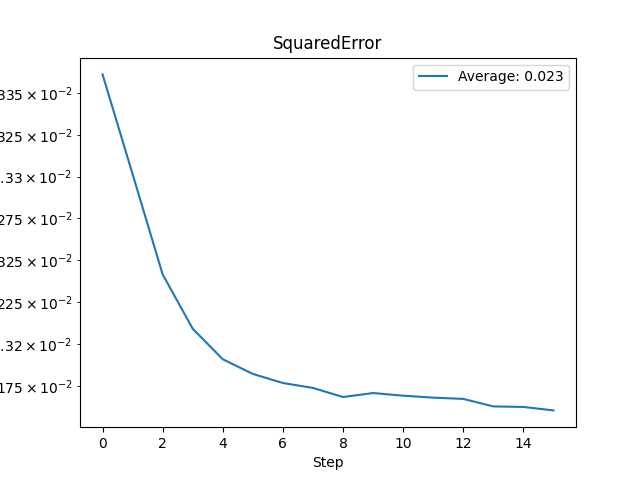 SquaredError
Average: 0.023
335 × 10⁻²
325 × 10⁻²
.33 × 10⁻²
275 × 10⁻²
325 × 10⁻²
225 × 10⁻²
.32 × 10⁻²
175 × 10⁻²
0 2 4 6 8 10 12 14
Step